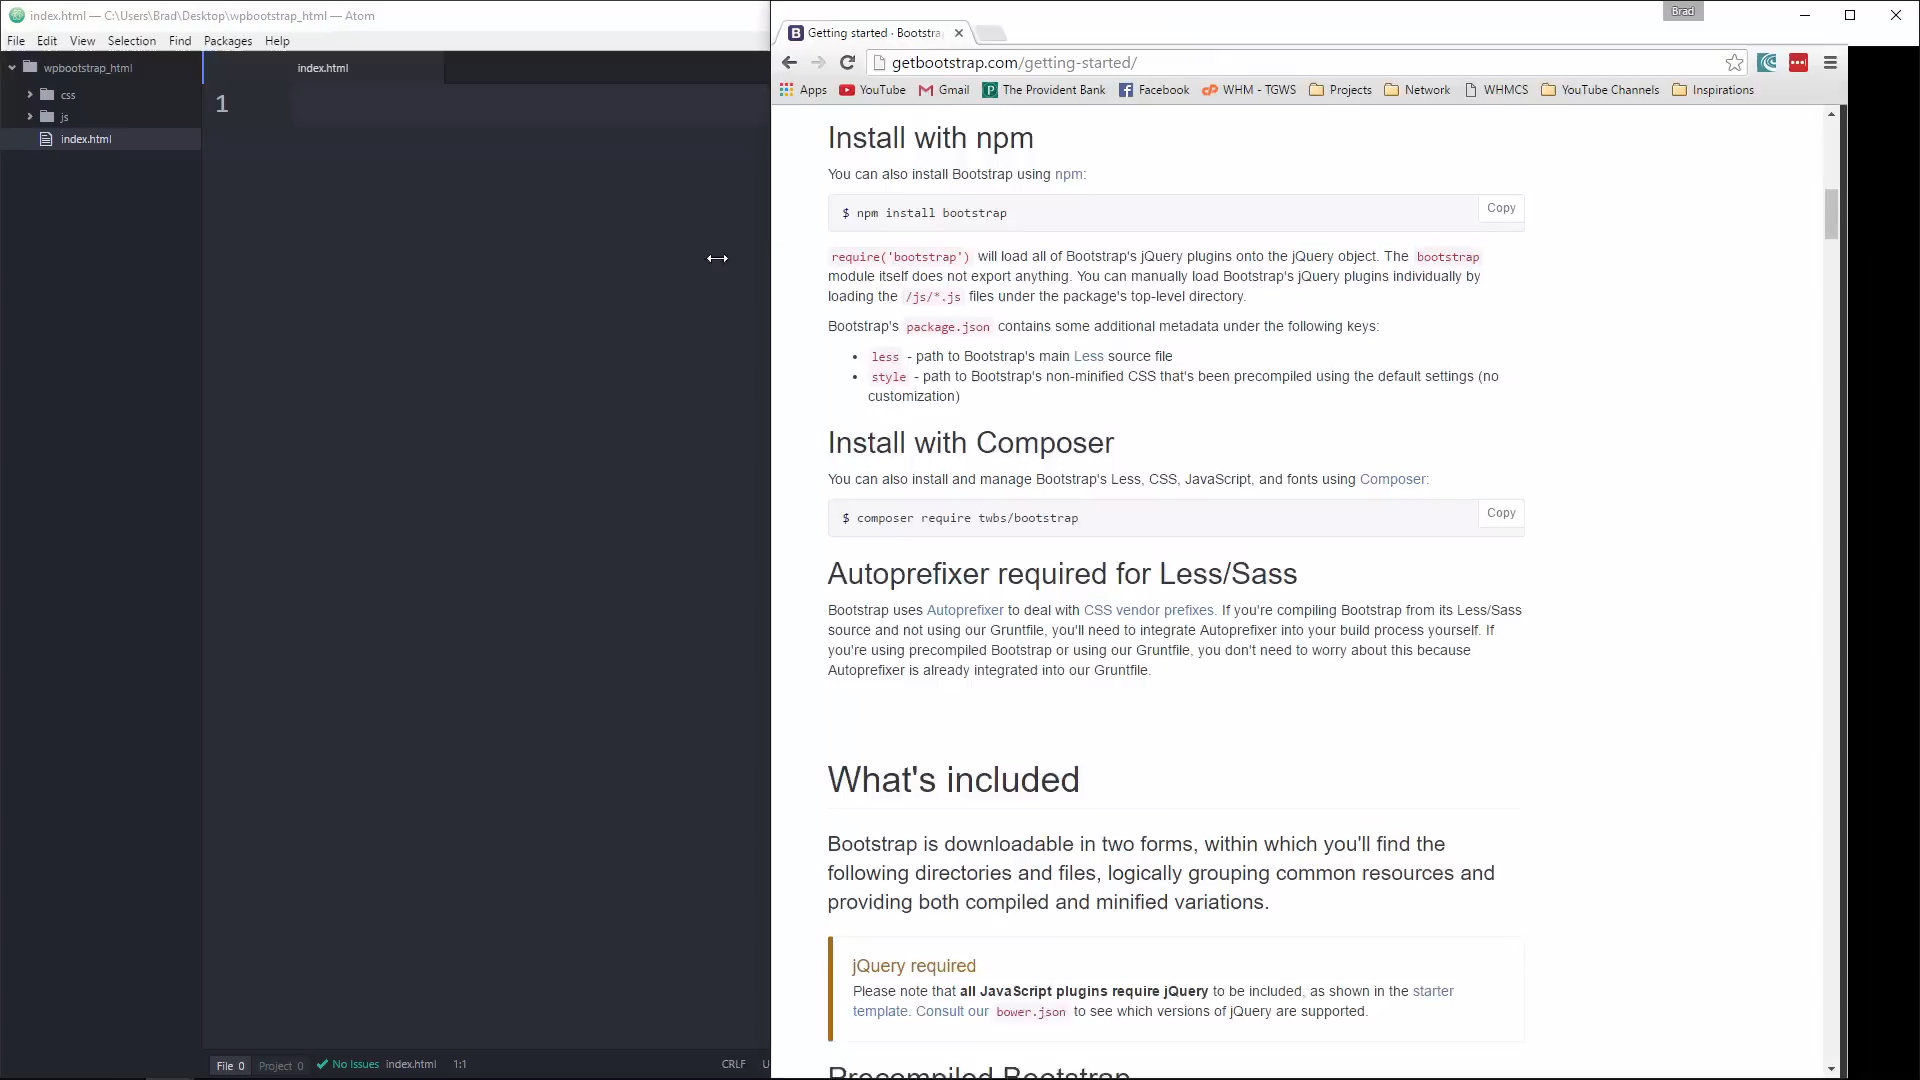 index.html — C:\Users\Brad\Desktop\wpbootstrap_html — Atom
File Edit View Selection Find Packages Help
wpbootstrap_html
css
js
index.html
index.html
1
File 0 Project 0 No Issues index.html 1:1 CRLF U
Brad
B Getting started · Bootstra
getbootstrap.com/getting-started/
Apps YouTube Gmail The Provident Bank Facebook WHM - TGWS Projects Network WHMCS YouTube Channels Inspirations
Install with npm
You can also install Bootstrap using npm:
$ npm install bootstrap
Copy
require('bootstrap') will load all of Bootstrap's jQuery plugins onto the jQuery object. The bootstrap
module itself does not export anything. You can manually load Bootstrap's jQuery plugins individually by
loading the /js/*.js files under the package's top-level directory.
Bootstrap's package.json contains some additional metadata under the following keys:
• less - path to Bootstrap's main Less source file
• style - path to Bootstrap's non-minified CSS that's been precompiled using the default settings (no
customization)
Install with Composer
You can also install and manage Bootstrap's Less, CSS, JavaScript, and fonts using Composer:
$ composer require twbs/bootstrap
Copy
Autoprefixer required for Less/Sass
Bootstrap uses Autoprefixer to deal with CSS vendor prefixes. If you're compiling Bootstrap from its Less/Sass
source and not using our Gruntfile, you'll need to integrate Autoprefixer into your build process yourself. If
you're using precompiled Bootstrap or using our Gruntfile, you don't need to worry about this because
Autoprefixer is already integrated into our Gruntfile.
What's included
Bootstrap is downloadable in two forms, within which you'll find the
following directories and files, logically grouping common resources and
providing both compiled and minified variations.
jQuery required
Please note that all JavaScript plugins require jQuery to be included, as shown in the starter
template. Consult our bower.json to see which versions of jQuery are supported.
Precompiled Bootstrap